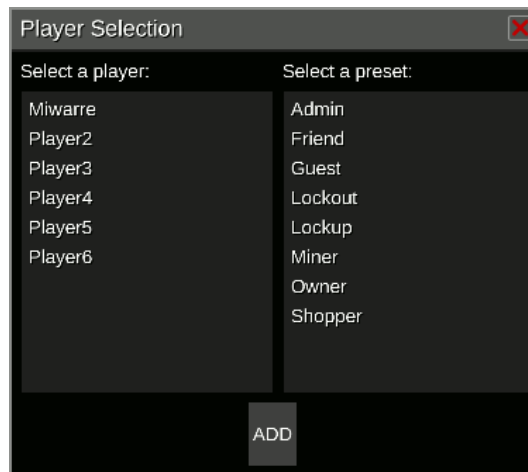 Player Selection
Select a player:
Miwarre
Player2
Player3
Player4
Player5
Player6
Select a preset:
Admin
Friend
Guest
Lockout
Lockup
Miner
Owner
Shopper
ADD